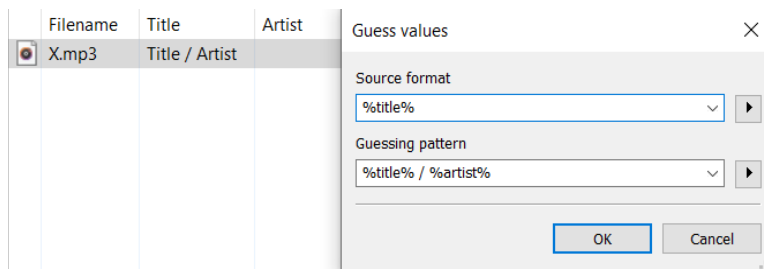 Filename Title Artist
X.mp3 Title / Artist
Guess values
Source format
%title%
Guessing pattern
%title% / %artist%
OK Cancel